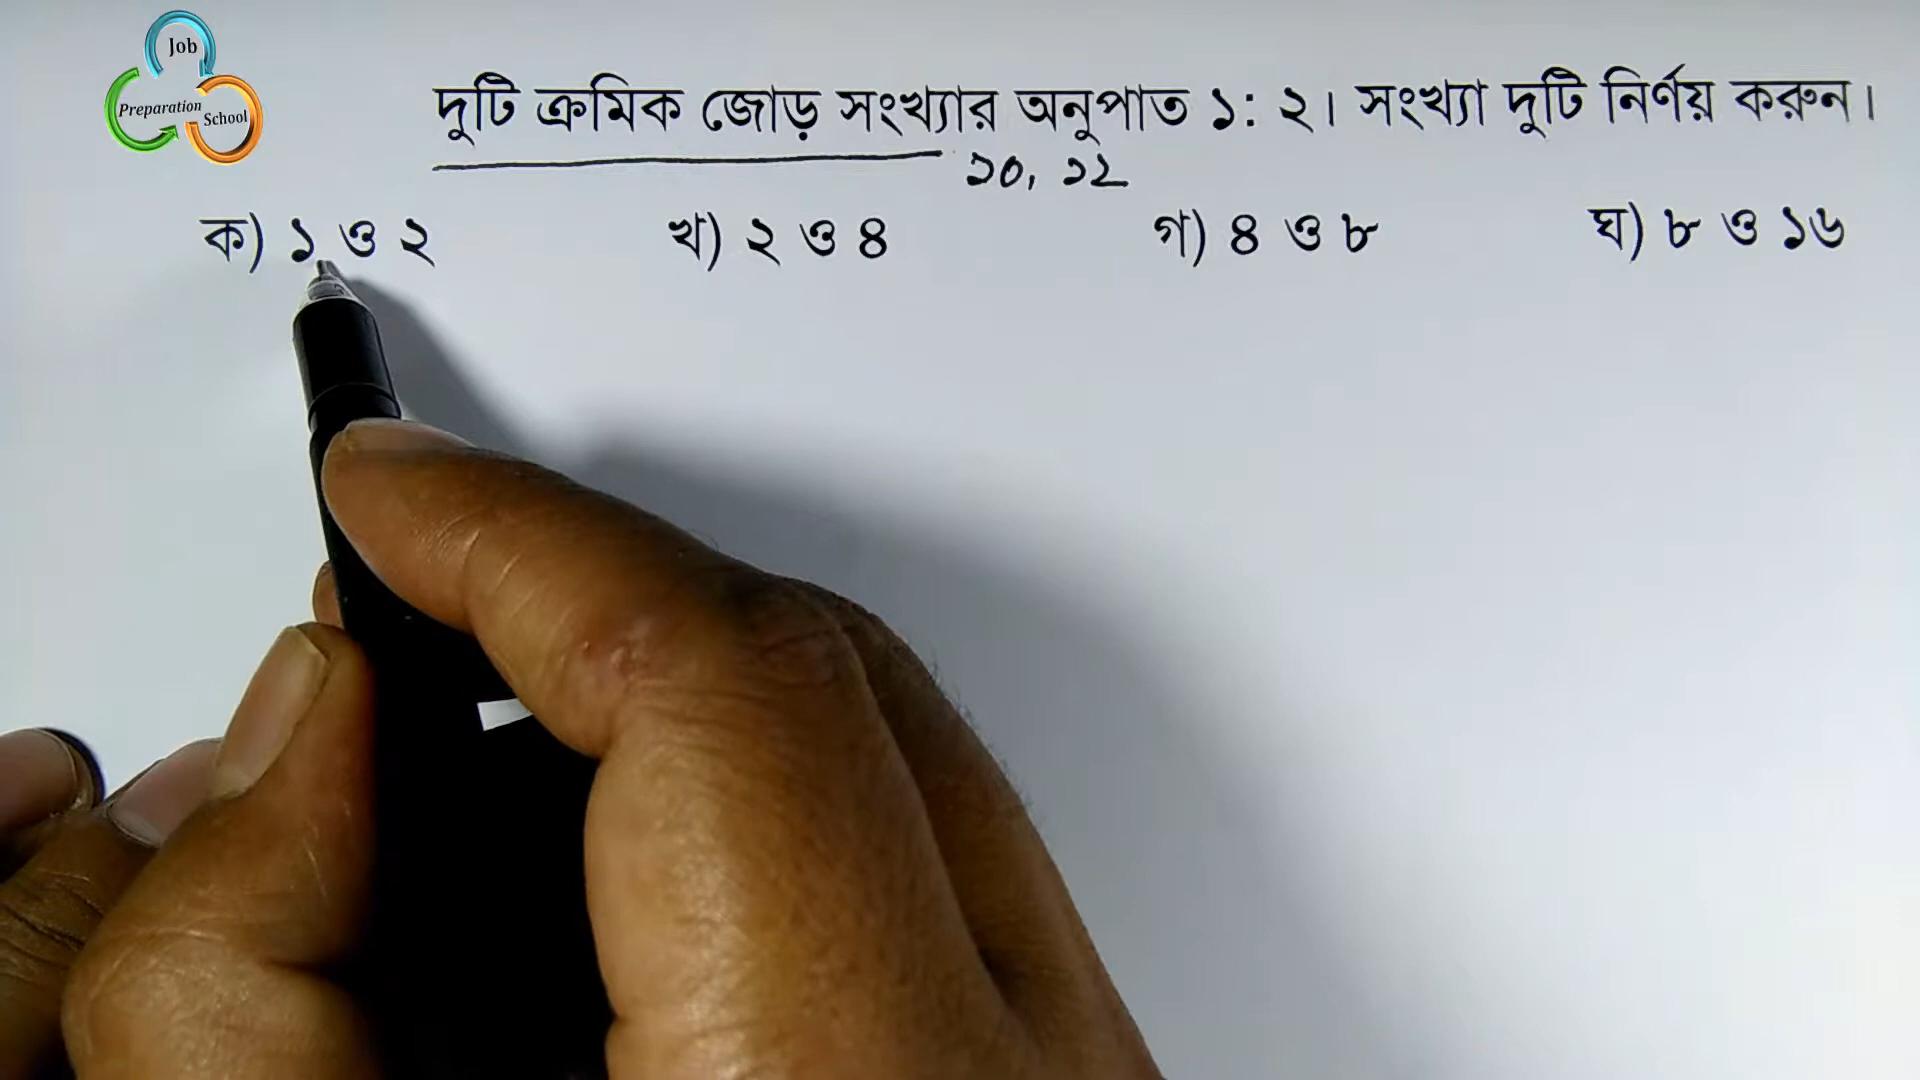 Job
Preparation
School
দুটি ক্রমিক জোড় সংখ্যার অনুপাত ১: ২। সংখ্যা দুটি নির্ণয় করুন।
১০, ১২
ক) ১ ও ২ খ) ২ ও ৪ গ) ৪ ও ৮ ঘ) ৮ ও ১৬